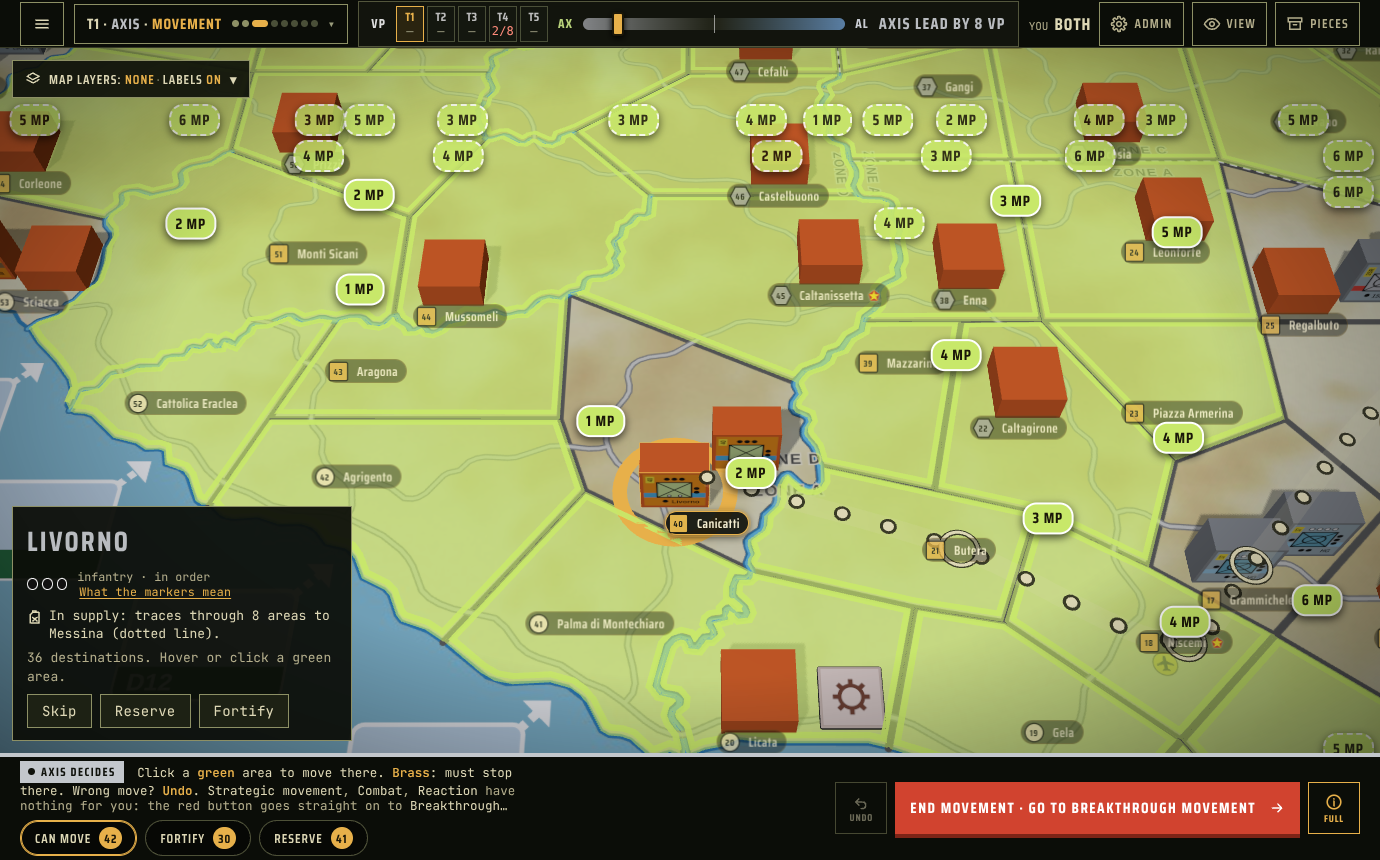 T1 · AXIS · MOVEMENT
VP
T1 –
T2 –
T3 –
T4 2/8
T5 –
AX
AL
AXIS LEAD BY 8 VP
YOU BOTH
ADMIN
VIEW
PIECES
MAP LAYERS: NONE · LABELS ON
47 Cefalù
37 Gangi
5 MP
6 MP
3 MP
5 MP
3 MP
3 MP
4 MP
1 MP
5 MP
2 MP
4 MP
3 MP
5 MP
4 MP
4 MP
2 MP
3 MP
6 MP
6 MP
ZONE A
Corleone
2 MP
46 Castelbuono
3 MP
6 MP
2 MP
4 MP
5 MP
51 Monti Sicani
24 Leonforte
1 MP
45 Caltanissetta
38 Enna
53 Sciacca
44 Mussomeli
25 Regalbuto
43 Aragona
39
4 MP
52 Cattolica Eraclea
23 Piazza Armerina
1 MP
22 Caltagirone
4 MP
42 Agrigento
2 MP
LIVORNO
40 Canicatti
3 MP
21 Butera
LIVORNO
infantry · in order
What the markers mean
In supply: traces through 8 areas to
Messina (dotted line).
36 destinations. Hover or click a green
area.
D12
Skip
Reserve
Fortify
17 Grammichele
6 MP
4 MP
41 Palma di Montechiaro
18 Niscemi
20 Licata
19 Gela
5 MP
AXIS DECIDES
Click a green area to move there. Brass: must stop
there. Wrong move? Undo. Strategic movement, Combat, Reaction have
nothing for you: the red button goes straight on to Breakthrough…
CAN MOVE 42
FORTIFY 30
RESERVE 41
UNDO
END MOVEMENT · GO TO BREAKTHROUGH MOVEMENT
FULL